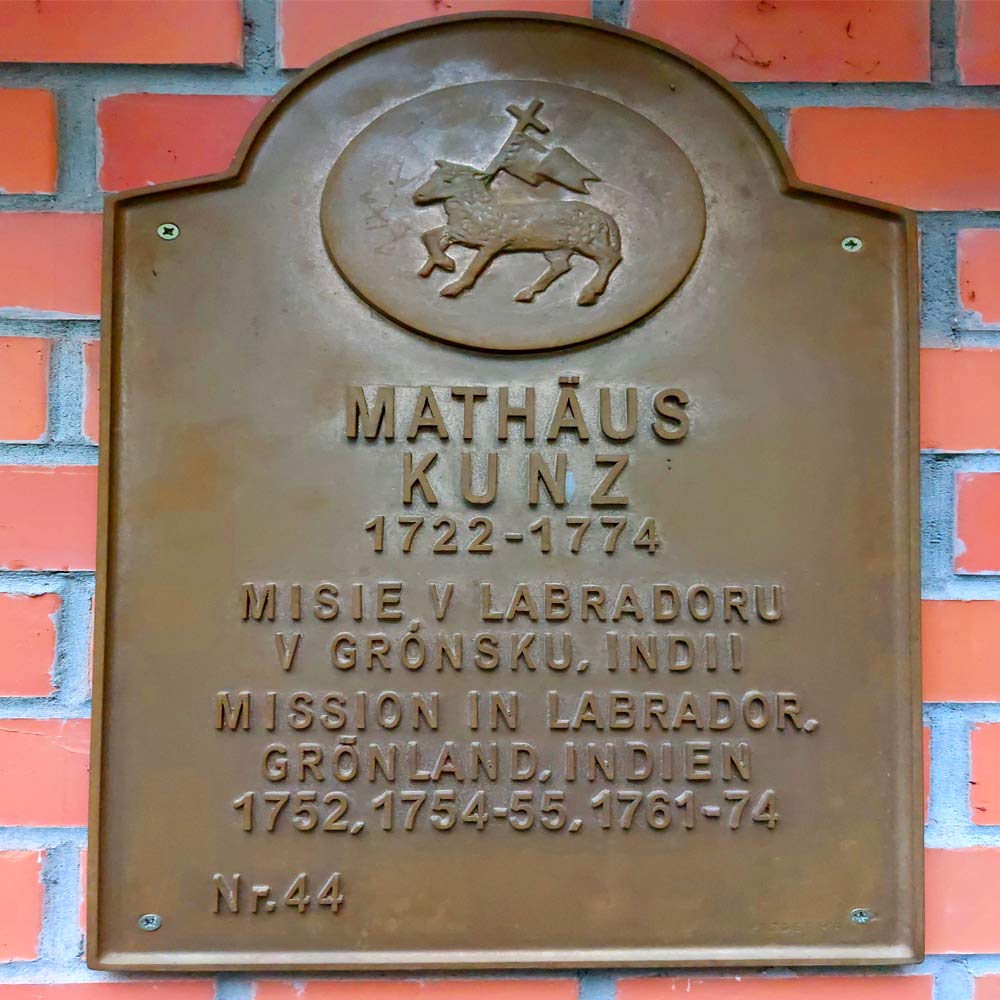 MATHÄUS
KUNZ
1722-1774
MISIE, V LABRADORU
V GRÓNSKU, INDII
MISSION IN LABRADOR,
GRÖNLAND, INDIEN
1752, 1754-55, 1761-74
Nr. 44